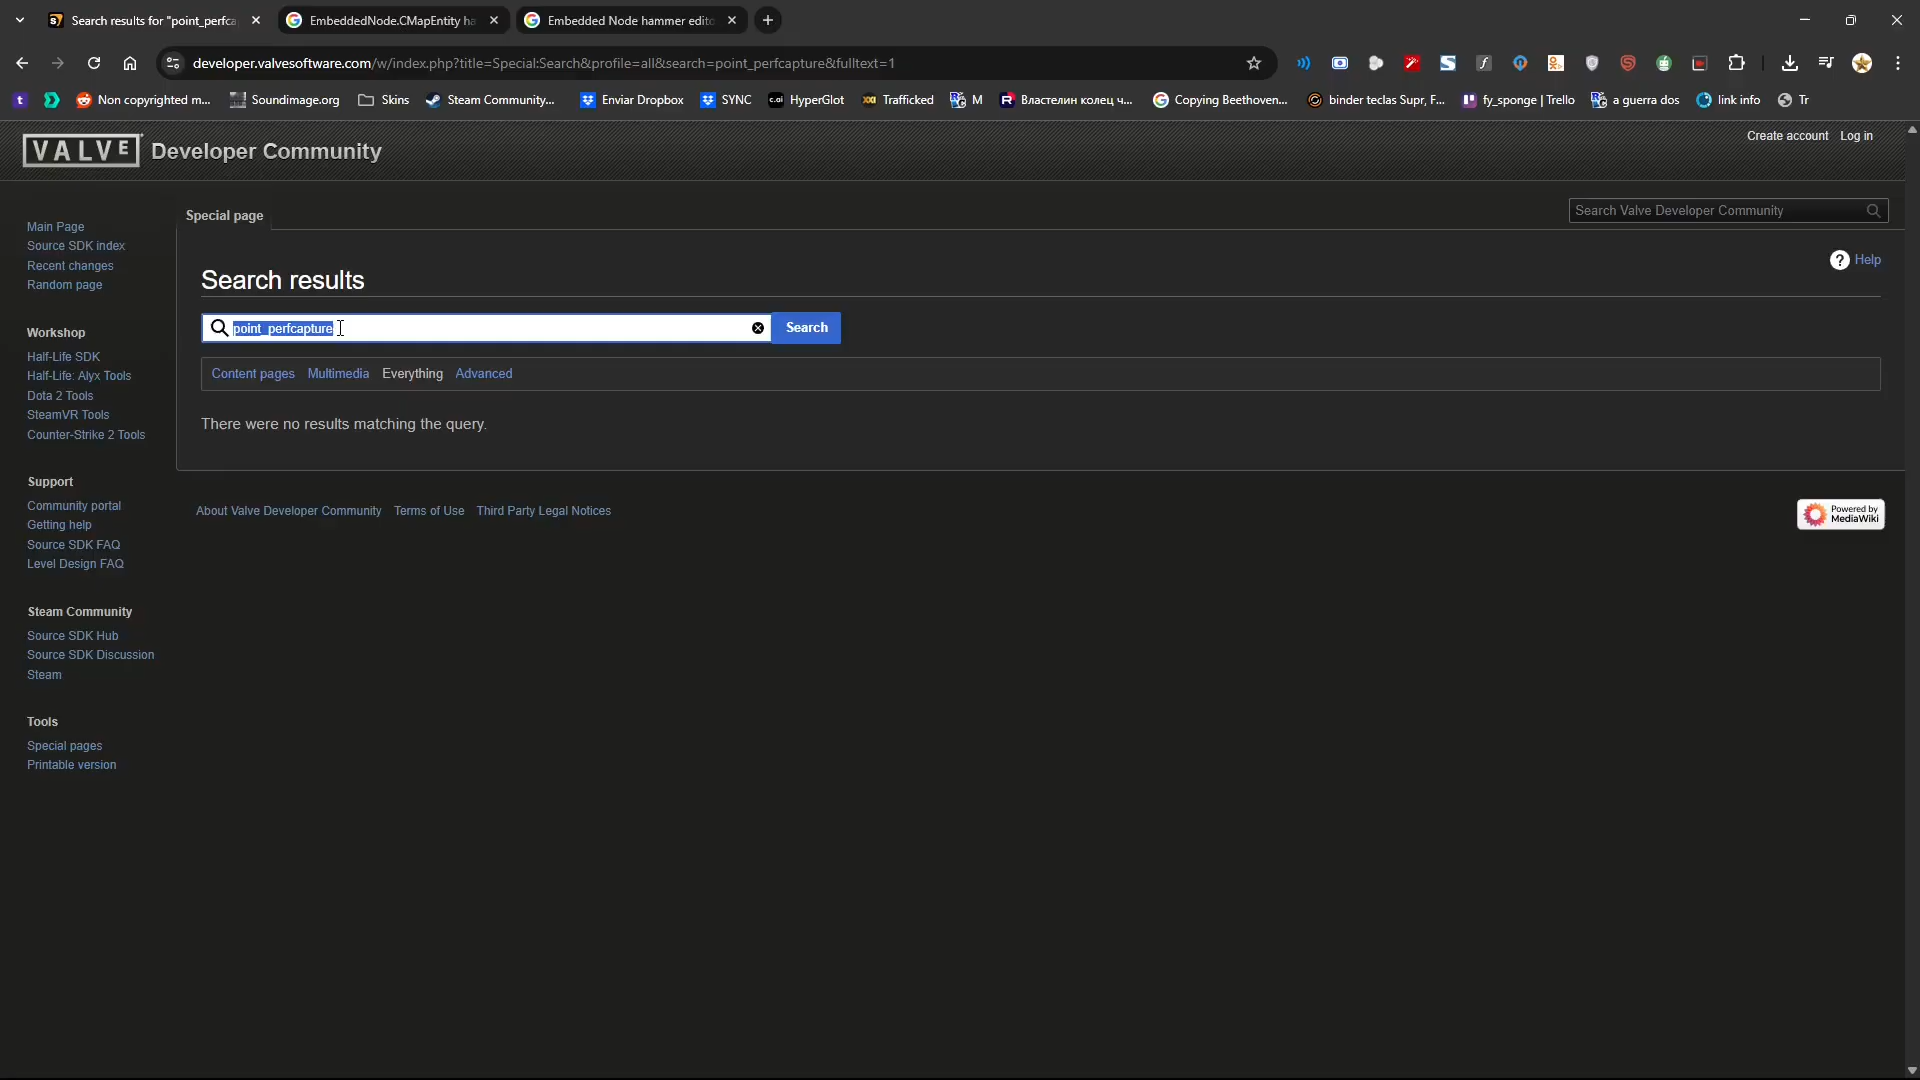 Search results for "point_perfca
EmbeddedNode.CMapEntity ha
Embedded Node hammer edito
developer.valvesoftware.com/w/index.php?title=Special:Search&profile=all&search=point_perfcapture&fulltext=1
Non copyrighted m...
Soundimage.org
Skins
Steam Community...
Enviar Dropbox
SYNC
HyperGlot
Trafficked
M
Властелин колец ч...
Copying Beethoven...
binder teclas Supr, F...
fy_sponge | Trello
a guerra dos
link info
Tr
VALVE Developer Community
Create account Log in
Special page
Search Valve Developer Community
Main Page
Source SDK index
Recent changes
Random page
Workshop
Half-Life SDK
Half-Life: Alyx Tools
Dota 2 Tools
SteamVR Tools
Counter-Strike 2 Tools
Support
Community portal
Getting help
Source SDK FAQ
Level Design FAQ
Steam Community
Source SDK Hub
Source SDK Discussion
Steam
Tools
Special pages
Printable version
Help
Search results
point_perfcapture
Search
Content pages Multimedia Everything Advanced
There were no results matching the query.
About Valve Developer Community Terms of Use Third Party Legal Notices
Powered by
MediaWiki